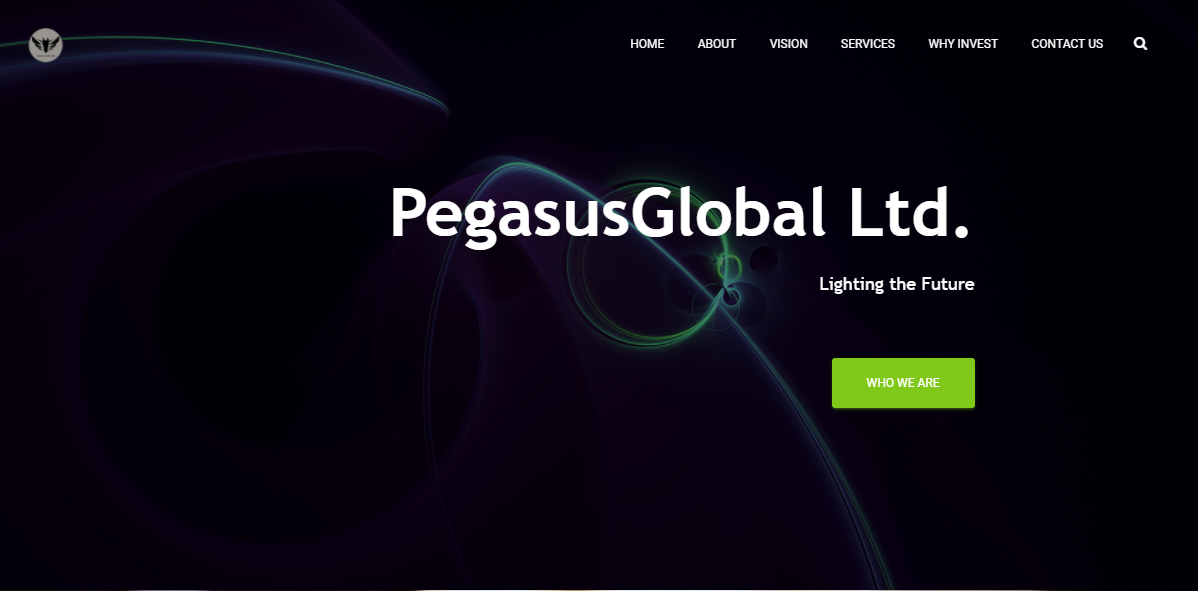 HOME ABOUT VISION SERVICES WHY INVEST CONTACT US
PegasusGlobal Ltd.
Lighting the Future
WHO WE ARE